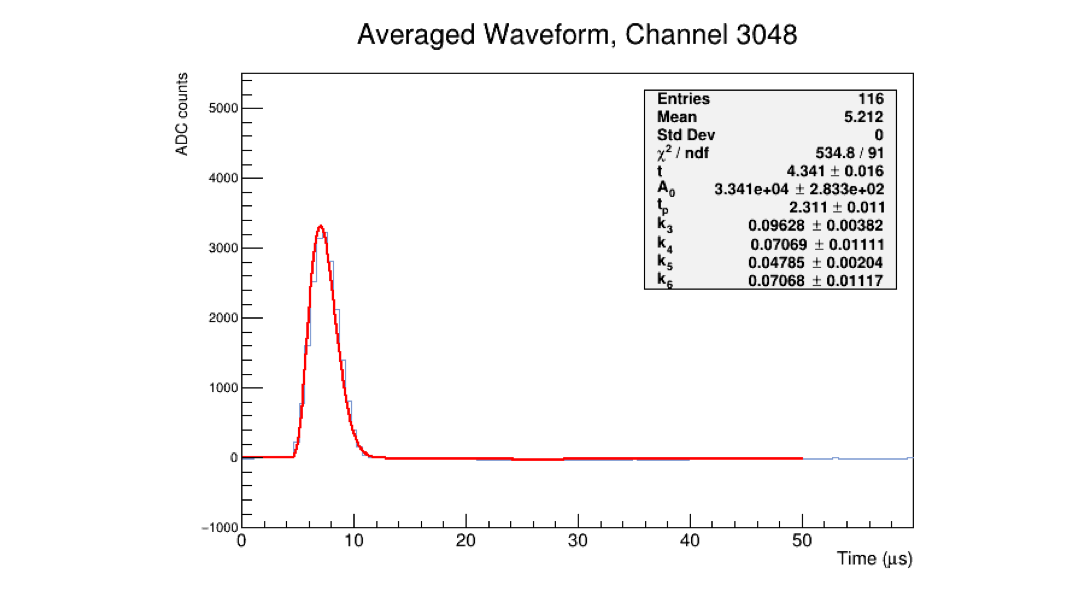 Averaged Waveform, Channel 3048
ADC counts
5000
4000
3000
2000
1000
0
−1000
0 10 20 30 40 50
Time (μs)
Entries 116
Mean 5.212
Std Dev 0
χ² / ndf 534.8 / 91
t 4.341 ± 0.016
A₀ 3.341e+04 ± 2.833e+02
tₚ 2.311 ± 0.011
k₃ 0.09628 ± 0.00382
k₄ 0.07069 ± 0.01111
k₅ 0.04785 ± 0.00204
k₆ 0.07068 ± 0.01117